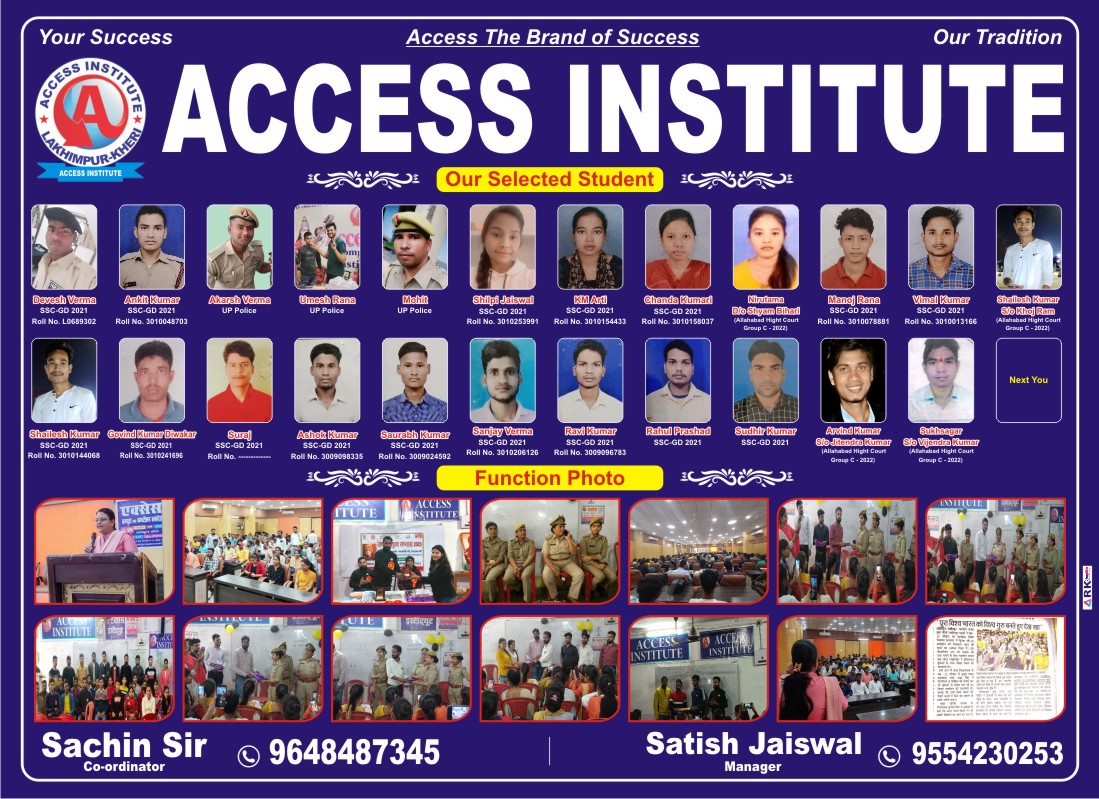 Your Success
Access The Brand of Success
Our Tradition
ACCESS INSTITUTE
LAKHIMPUR-KHERI
ACCESS INSTITUTE
ACCESS INSTITUTE
Our Selected Student
Devesh Verma
SSC-GD 2021
Roll No. L0689302
Ankit Kumar
SSC-GD 2021
Roll No. 3010048703
Akarsh Verma
UP Police
Umesh Rana
UP Police
Mohit
UP Police
Shilpi Jaiswal
SSC-GD 2021
Roll No. 3010253991
KM Arti
SSC-GD 2021
Roll No. 3010154433
Chanda Kumari
SSC-GD 2021
Roll No. 3010158037
Nirutama
D/o Shyam Bihari
(Allahabad Hight Court
Group C - 2022)
Manoj Rana
SSC-GD 2021
Roll No. 3010078881
Vimal Kumar
SSC-GD 2021
Roll No. 3010013166
Shailesh Kumar
S/o Khoj Ram
(Allahabad Hight Court
Group C - 2022)
Shailesh Kumar
SSC-GD 2021
Roll No. 3010144068
Govind Kumar Diwakar
SSC-GD 2021
Roll No. 3010241696
Suraj
SSC-GD 2021
Roll No. -------------
Ashok Kumar
SSC-GD 2021
Roll No. 3009098335
Saurabh Kumar
SSC-GD 2021
Roll No. 3009024592
Sanjay Verma
SSC-GD 2021
Roll No. 3010206126
Ravi Kumar
SSC-GD 2021
Roll No. 3009096783
Rahul Prashad
SSC-GD 2021
Sudhir Kumar
SSC-GD 2021
Arvind Kumar
S/o Jitendra Kumar
(Allahabad Hight Court
Group C - 2022)
Sukhsagar
S/o Vijendra Kumar
(Allahabad Hight Court
Group C - 2022)
Next You
Function Photo
एक्सेस
ACCESS
INSTITUTE
ACCESS
INSTITUTE
INSTITUTE
ACCESS
INSTITUTE
पूरा विश्व भारत को विश्व गुरु बनते हुए देख रहा
ARK
Sachin Sir
Co-ordinator
9648487345
Satish Jaiswal
Manager
9554230253